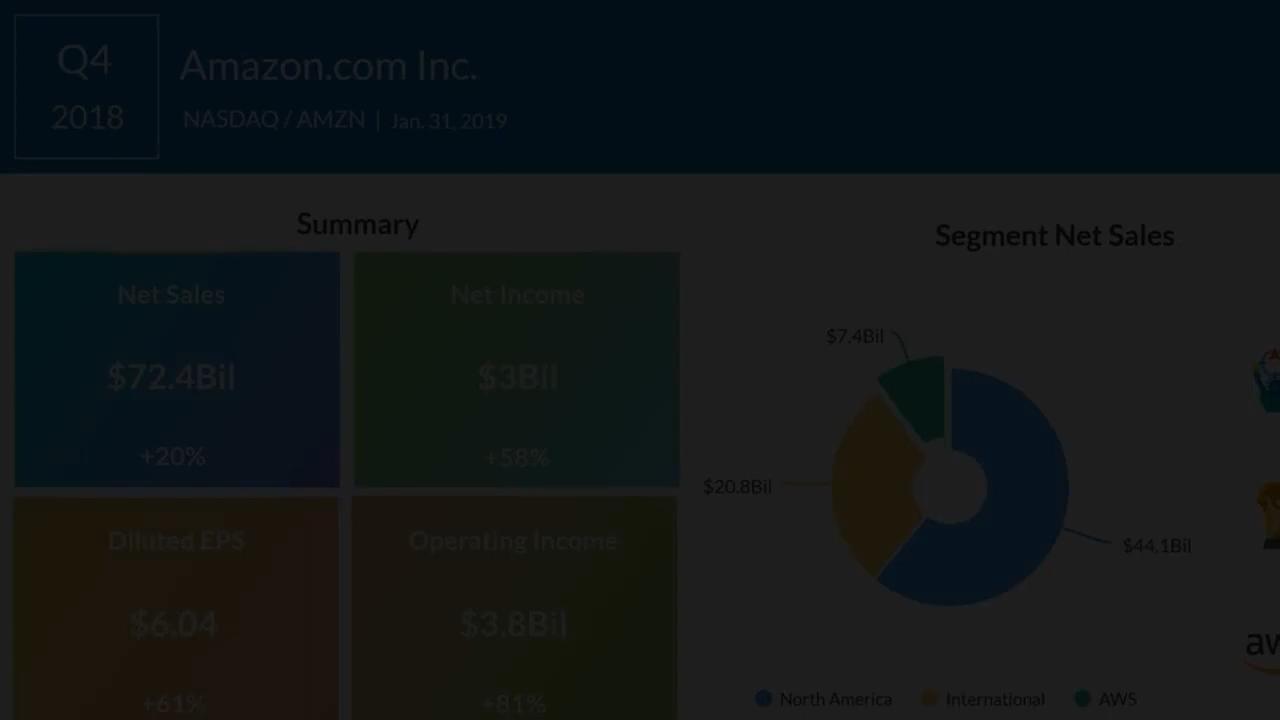 Q4
2018
Amazon.com Inc.
NASDAQ / AMZN | Jan. 31, 2019
Summary
Net Sales
$72.4Bil
+20%
Net Income
$3Bil
+58%
Diluted EPS
$6.04
+61%
Operating Income
$3.8Bil
+81%
Segment Net Sales
$7.4Bil
$20.8Bil
$44.1Bil
North America
International
AWS